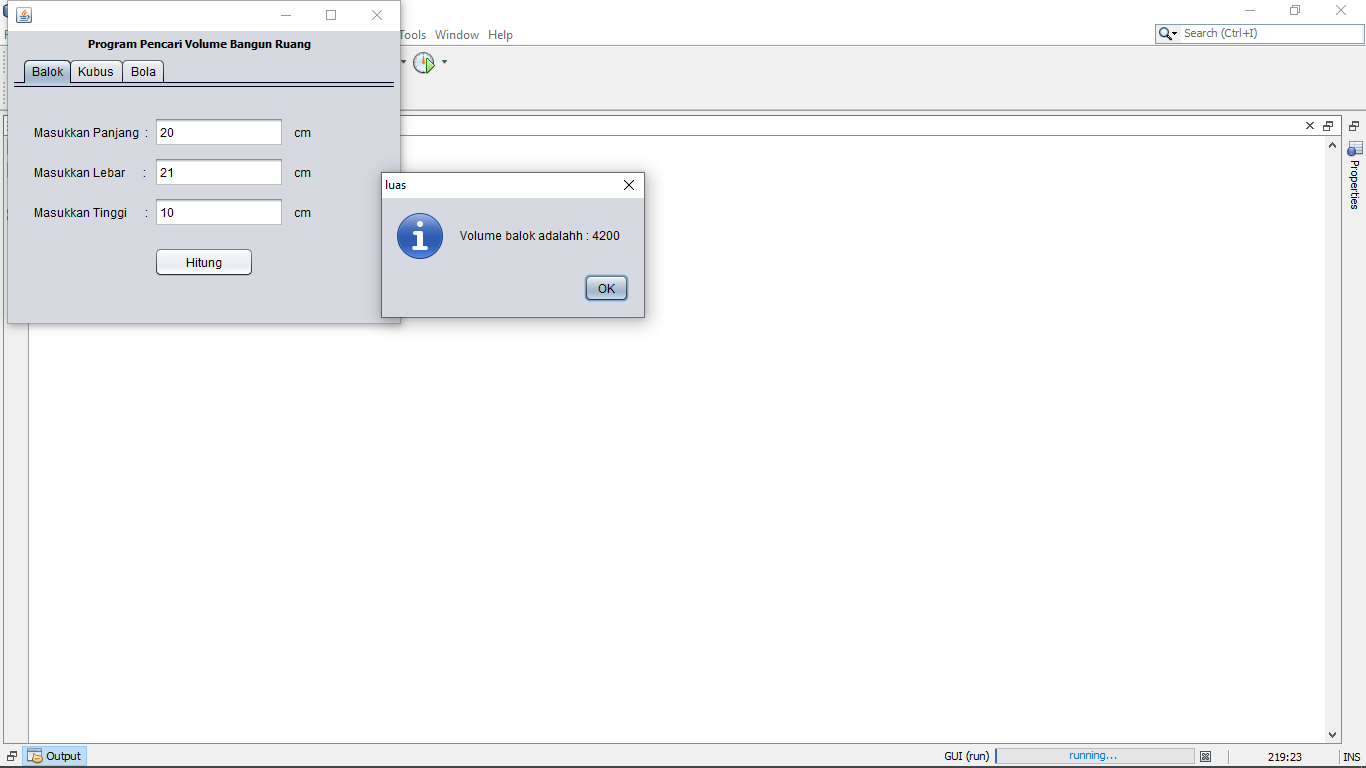 Tools Window Help
Search (Ctrl+I)
Program Pencari Volume Bangun Ruang
Balok Kubus Bola
Masukkan Panjang : 20 cm
Masukkan Lebar : 21 cm
Masukkan Tinggi : 10 cm
Hitung
luas
Volume balok adalahh : 4200
OK
Properties
Output
GUI (run) running... 219:23 INS